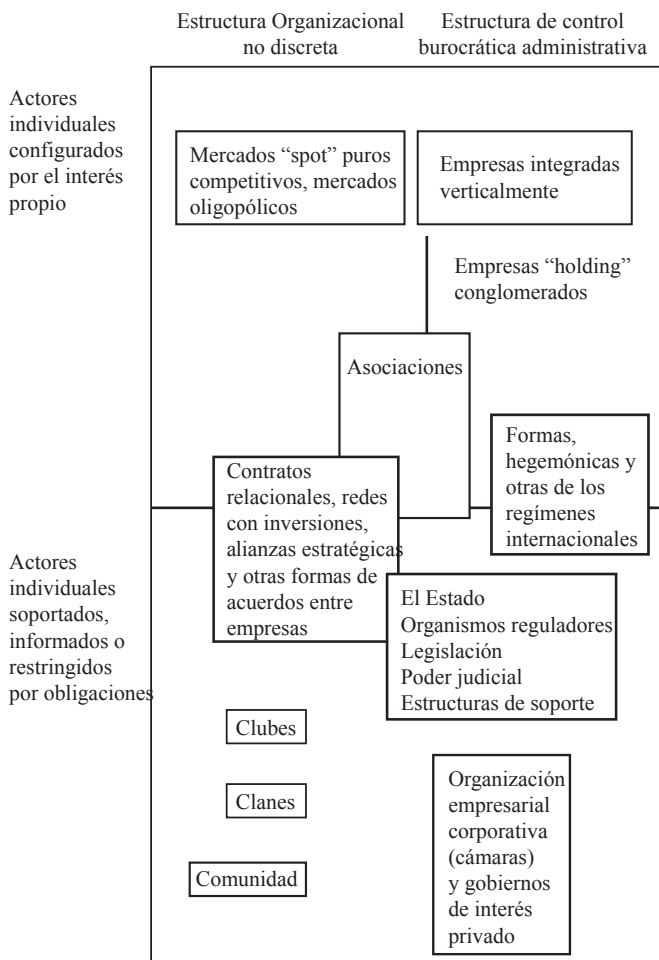 Estructura Organizacional
no discreta
Estructura de control
burocrática administrativa
Actores
individuales
configurados
por el interés
propio
Mercados “spot” puros
competitivos, mercados
oligopólicos
Empresas integradas
verticalmente
Empresas “holding”
conglomerados
Asociaciones
Formas,
hegemónicas y
otras de los
regímenes
internacionales
Contratos
relacionales, redes
con inversiones,
alianzas estratégicas
y otras formas de
acuerdos entre
empresas
Actores
individuales
soportados,
informados o
restringidos
por obligaciones
El Estado
Organismos reguladores
Legislación
Poder judicial
Estructuras de soporte
Clubes
Clanes
Comunidad
Organización
empresarial
corporativa
(cámaras)
y gobiernos
de interés
privado